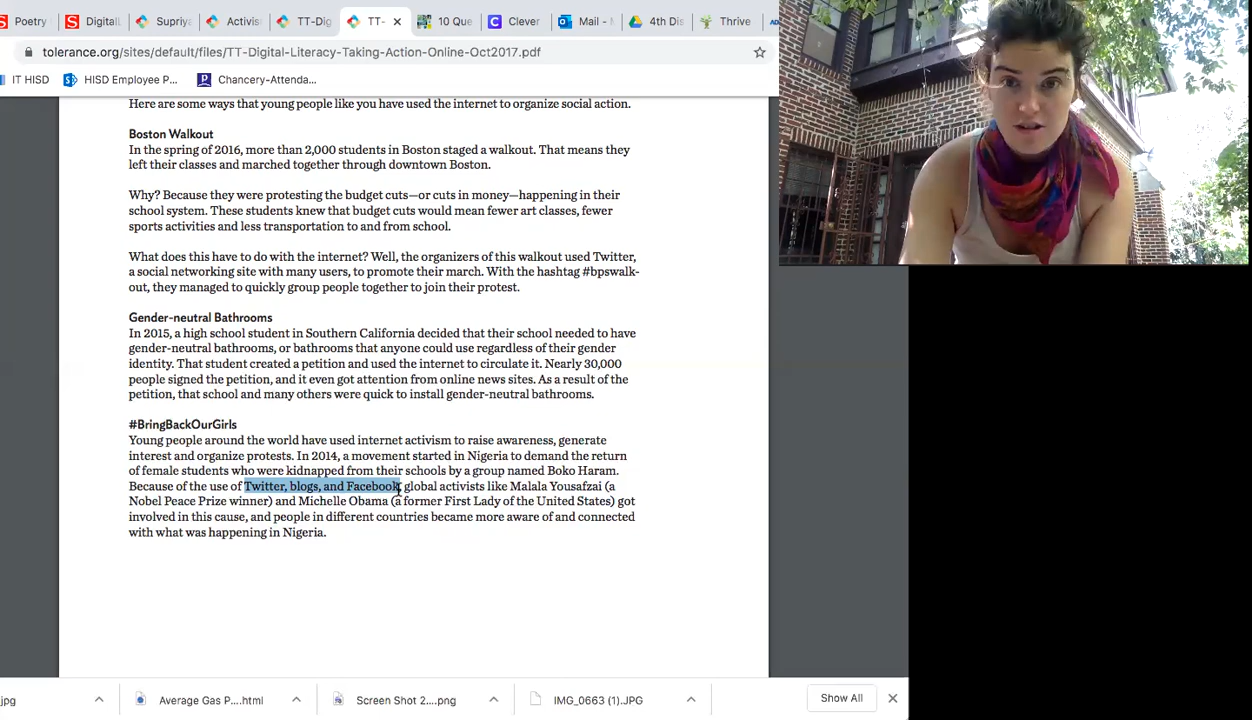 Poetry
Digital
Supriya
Activis
TT-Dig
TT-
10 Que
Clever
Mail -
4th Dis
Thrive
tolerance.org/sites/default/files/TT-Digital-Literacy-Taking-Action-Online-Oct2017.pdf
IT HISD
HISD Employee P...
Chancery-Attenda...
Here are some ways that young people like you have used the internet to organize social action.
Boston Walkout
In the spring of 2016, more than 2,000 students in Boston staged a walkout. That means they
left their classes and marched together through downtown Boston.
Why? Because they were protesting the budget cuts—or cuts in money—happening in their
school system. These students knew that budget cuts would mean fewer art classes, fewer
sports activities and less transportation to and from school.
What does this have to do with the internet? Well, the organizers of this walkout used Twitter,
a social networking site with many users, to promote their march. With the hashtag #bpswalk-
out, they managed to quickly group people together to join their protest.
Gender-neutral Bathrooms
In 2015, a high school student in Southern California decided that their school needed to have
gender-neutral bathrooms, or bathrooms that anyone could use regardless of their gender
identity. That student created a petition and used the internet to circulate it. Nearly 30,000
people signed the petition, and it even got attention from online news sites. As a result of the
petition, that school and many others were quick to install gender-neutral bathrooms.
#BringBackOurGirls
Young people around the world have used internet activism to raise awareness, generate
interest and organize protests. In 2014, a movement started in Nigeria to demand the return
of female students who were kidnapped from their schools by a group named Boko Haram.
Because of the use of Twitter, blogs, and Facebook, global activists like Malala Yousafzai (a
Nobel Peace Prize winner) and Michelle Obama (a former First Lady of the United States) got
involved in this cause, and people in different countries became more aware of and connected
with what was happening in Nigeria.
.jpg
Average Gas P....html
Screen Shot 2....png
IMG_0663 (1).JPG
Show All